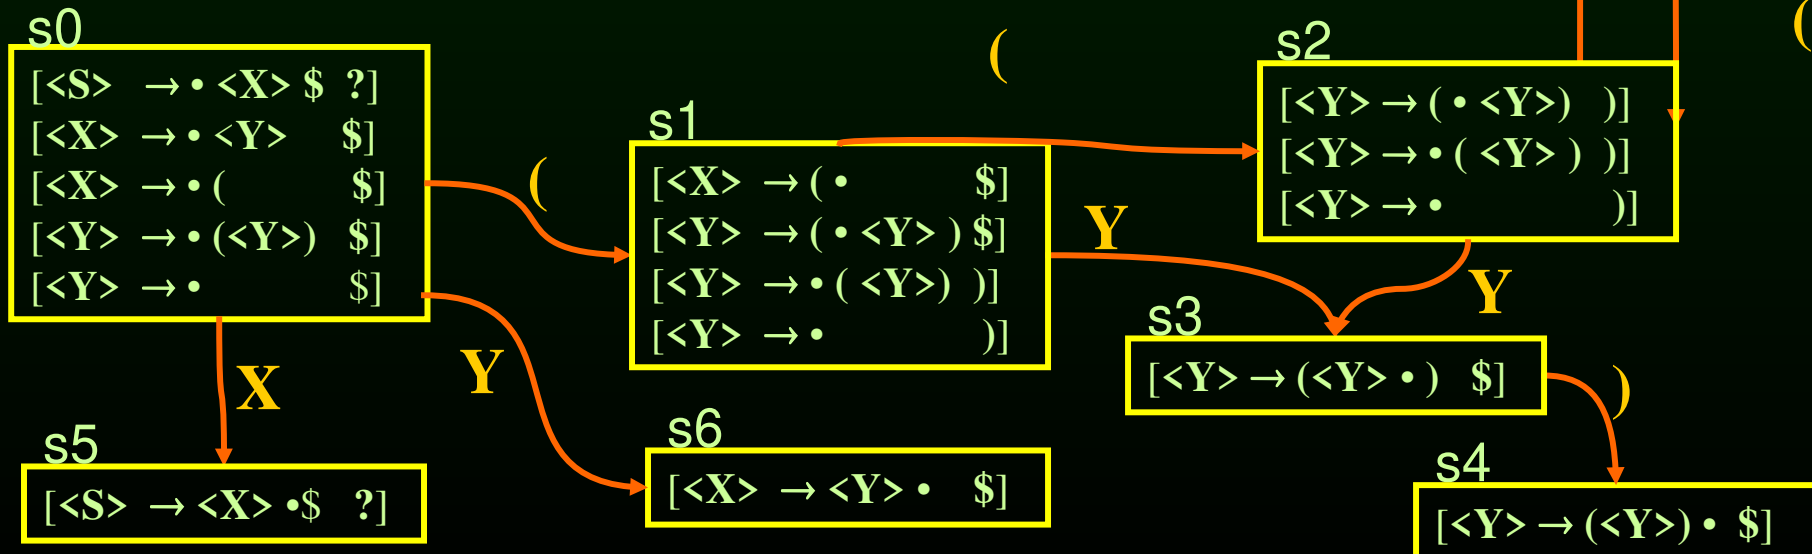 s0
[<S> → • <X> $ ?]
[<X> → • <Y> $]
[<X> → • ( $]
[<Y> → • (<Y>) $]
[<Y> → • $]
(
X
Y
s1
[<X> → ( • $]
[<Y> → ( • <Y> ) $]
[<Y> → • ( <Y>) )]
[<Y> → • )]
(
Y
s2
[<Y> → ( • <Y>) )]
[<Y> → • ( <Y> ) )]
[<Y> → • )]
(
Y
s3
[<Y> → (<Y> • ) $]
)
s5
[<S> → <X> •$ ?]
s6
[<X> → <Y> • $]
s4
[<Y> → (<Y>) • $]